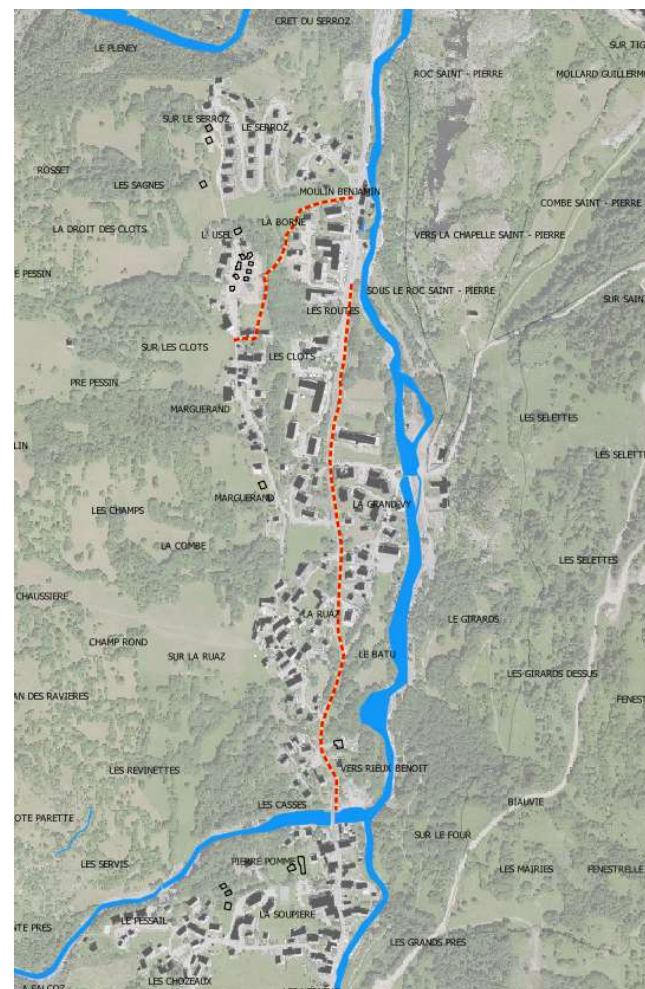 CRET DU SERROZ
LE PLENEY
SUR TIG
ROC SAINT - PIERRE
MOLLARD GUILLERM
SUR LE SERROZ
LE SERROZ
ROSSET
LES SAGNES
MOULIN BENJAMIN
COMBE SAINT - PIERRE
LA BORNE
LA DROIT DES CLOTS
L' USEL
VERS LA CHAPELLE SAINT - PIERRE
E PESSIN
SOUS LE ROC SAINT - PIERRE
SUR SAIN
LES ROUTES
SUR LES CLOTS
LES CLOTS
PRE PESSIN
MARGUERAND
LES SELETTES
LIN
LES SELETT
MARGUERAND
LA GRAND VY
LES CHAMPS
LA COMBE
LES SELETTES
CHAUSSIERE
LA RUAZ
LE GIRARDS
CHAMP ROND
SUR LA RUAZ
LE BATU
LES GIRARDS DESSUS
AN DES RAVIERES
FENEST
LES REVINETTES
VERS RIEUX BENOIT
LES CASSES
BIAUVIE
OTE PARETTE
SUR LE FOUR
LES SERVIS
PIERRE POMME
LES MAIRIES
FENESTRELLE
LA SOUPIERE
LE PESSAIL
NTE PRES
LES GRANDS PRES
LES CHOZEAUX
A FALCOZ